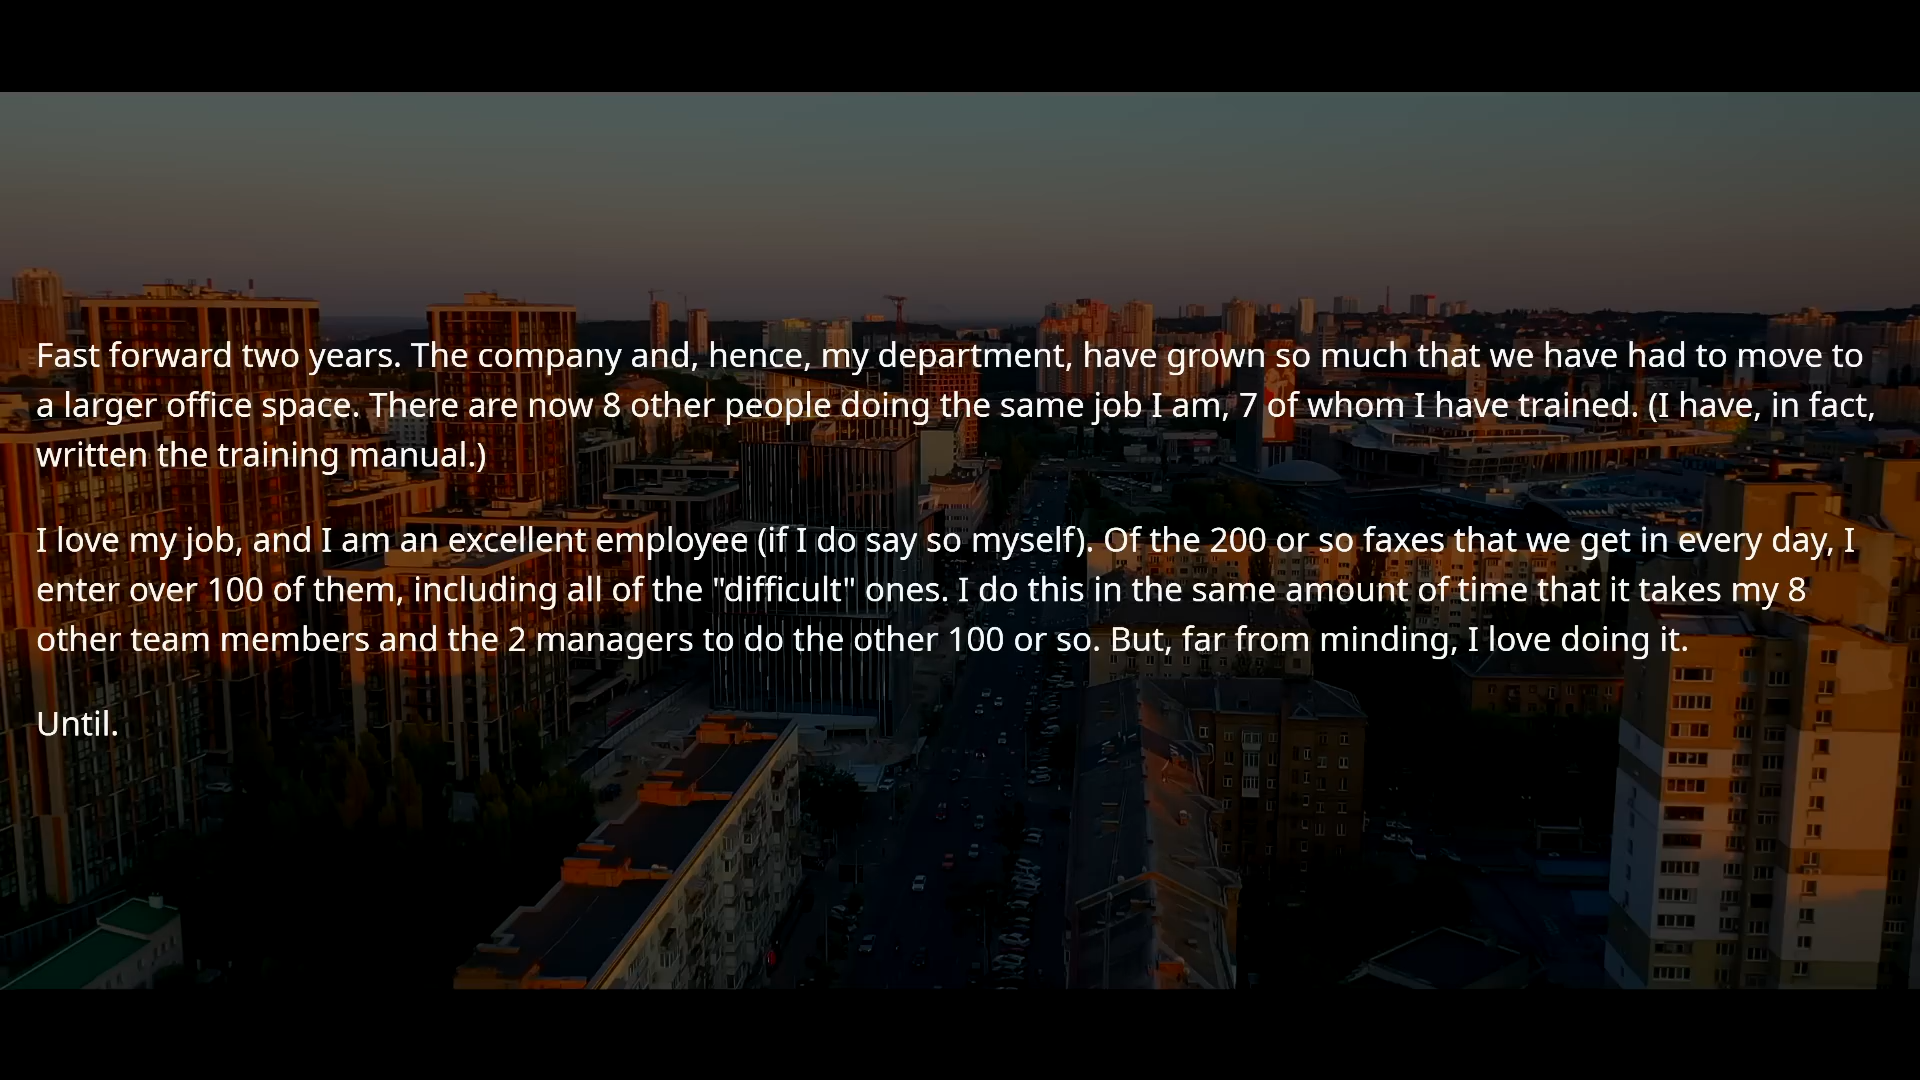 Fast forward two years. The company and, hence, my department, have grown so much that we have had to move to
a larger office space. There are now 8 other people doing the same job I am, 7 of whom I have trained. (I have, in fact,
written the training manual.)
I love my job, and I am an excellent employee (if I do say so myself). Of the 200 or so faxes that we get in every day, I
enter over 100 of them, including all of the "difficult" ones. I do this in the same amount of time that it takes my 8
other team members and the 2 managers to do the other 100 or so. But, far from minding, I love doing it.
Until.